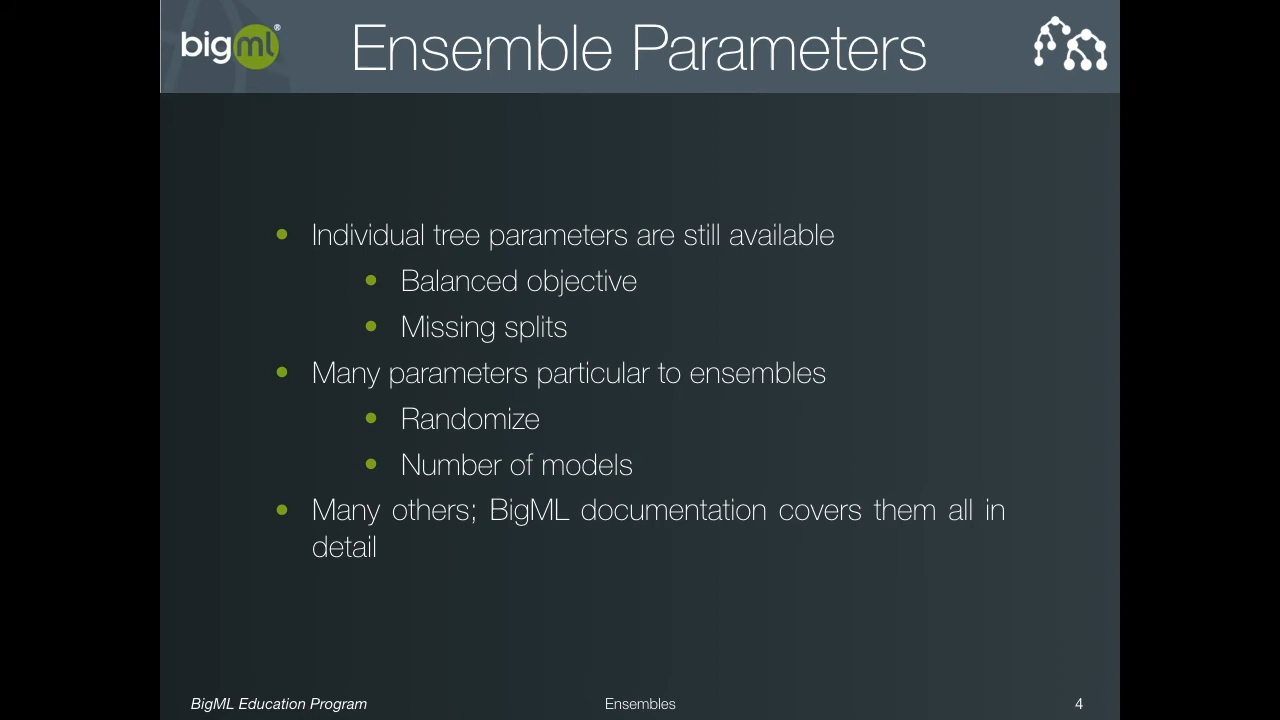 bigml®
Ensemble Parameters
• Individual tree parameters are still available
• Balanced objective
• Missing splits
• Many parameters particular to ensembles
• Randomize
• Number of models
• Many others; BigML documentation covers them all in
detail
BigML Education Program
Ensembles
4